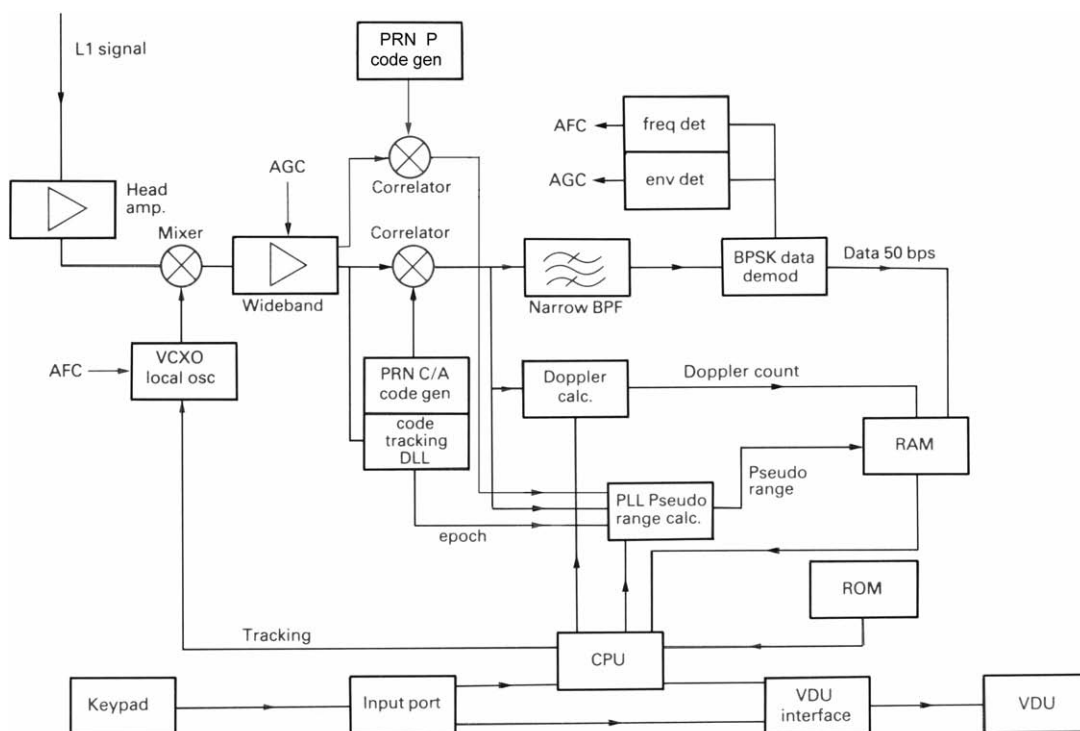 L1 signal
PRN P
code gen
AFC
freq det
AGC
env det
Head
amp.
AGC
Correlator
Mixer
Correlator
BPSK data
demod
Data 50 bps
Wideband
Narrow BPF
AFC
VCXO
local osc
PRN C/A
code gen
Doppler
calc.
Doppler count
code
tracking
DLL
RAM
Pseudo
range
PLL Pseudo
range calc.
epoch
ROM
Tracking
CPU
Keypad
Input port
VDU
interface
VDU